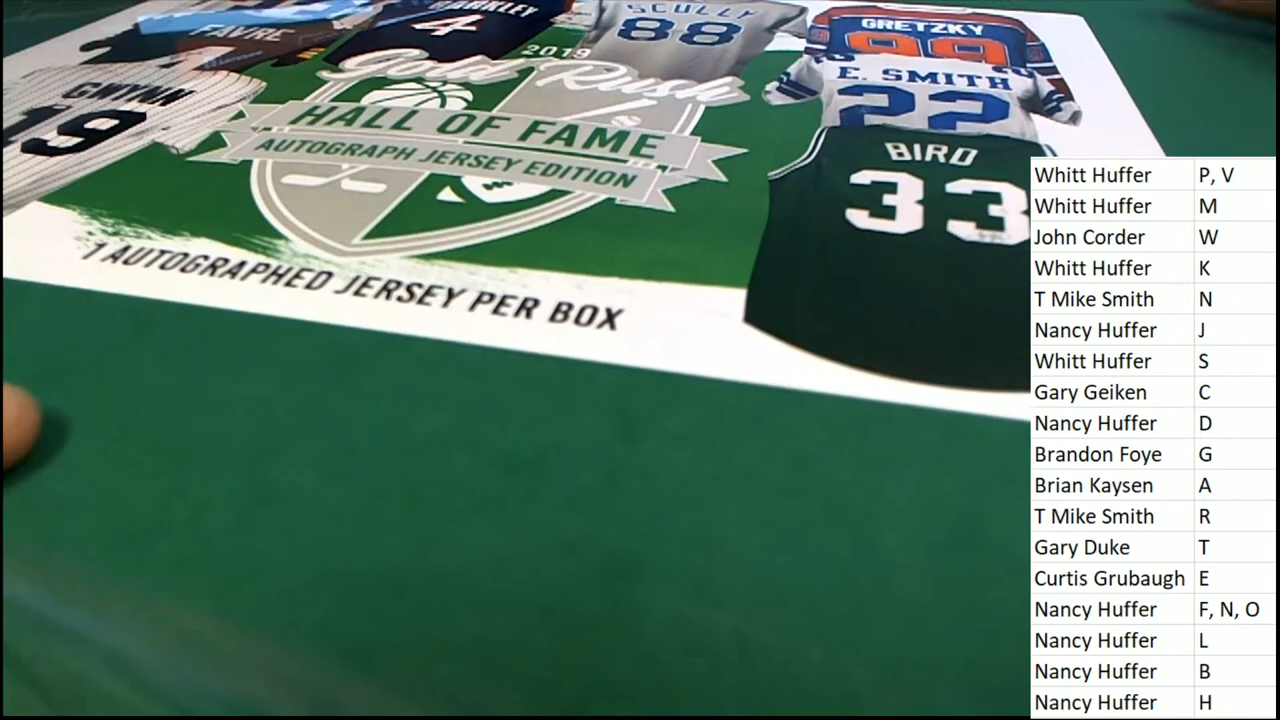 BARKLEY
4
SCULLY
88
GRETZKY
99
FAVRE
2019
Gold Rush
E. SMITH
22
GWYNN
19
HALL OF FAME
AUTOGRAPH JERSEY EDITION
BIRD
33
1 AUTOGRAPHED JERSEY PER BOX
Whitt Huffer P, V
Whitt Huffer M
John Corder W
Whitt Huffer K
T Mike Smith N
Nancy Huffer J
Whitt Huffer S
Gary Geiken C
Nancy Huffer D
Brandon Foye G
Brian Kaysen A
T Mike Smith R
Gary Duke T
Curtis Grubaugh E
Nancy Huffer F, N, O
Nancy Huffer L
Nancy Huffer B
Nancy Huffer H